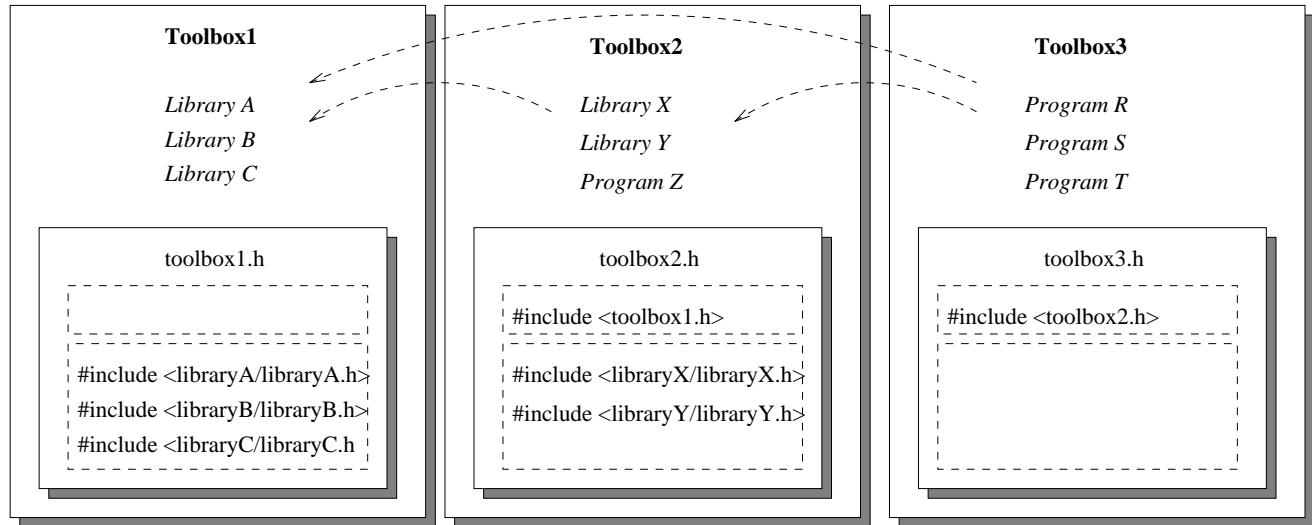 Toolbox1
Library A
Library B
Library C
toolbox1.h
#include <libraryA/libraryA.h>
#include <libraryB/libraryB.h>
#include <libraryC/libraryC.h
Toolbox2
Library X
Library Y
Program Z
toolbox2.h
#include <toolbox1.h>
#include <libraryX/libraryX.h>
#include <libraryY/libraryY.h>
Toolbox3
Program R
Program S
Program T
toolbox3.h
#include <toolbox2.h>